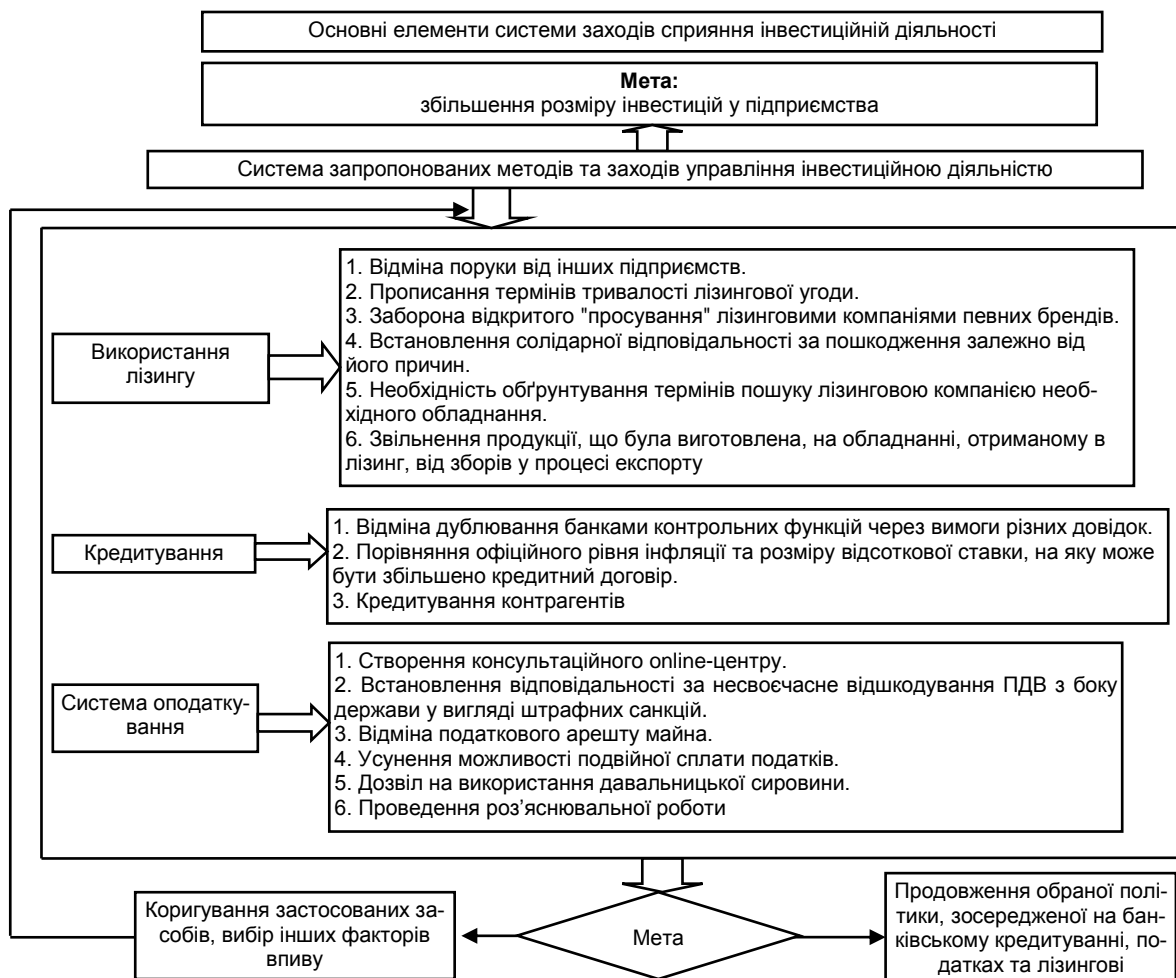 Основні елементи системи заходів сприяння інвестиційній діяльності
Мета:
збільшення розміру інвестицій у підприємства
Система запропонованих методів та заходів управління інвестиційною діяльністю
Використання
лізингу
1. Відміна поруки від інших підприємств.
2. Прописання термінів тривалості лізингової угоди.
3. Заборона відкритого "просування" лізинговими компаніями певних брендів.
4. Встановлення солідарної відповідальності за пошкодження залежно від
його причин.
5. Необхідність обґрунтування термінів пошуку лізинговою компанією необ-
хідного обладнання.
6. Звільнення продукції, що була виготовлена, на обладнанні, отриманому в
лізинг, від зборів у процесі експорту
Кредитування
1. Відміна дублювання банками контрольних функцій через вимоги різних довідок.
2. Порівняння офіційного рівня інфляції та розміру відсоткової ставки, на яку може
бути збільшено кредитний договір.
3. Кредитування контрагентів
Система оподатку-
вання
1. Створення консультаційного online-центру.
2. Встановлення відповідальності за несвоєчасне відшкодування ПДВ з боку
держави у вигляді штрафних санкцій.
3. Відміна податкового арешту майна.
4. Усунення можливості подвійної сплати податків.
5. Дозвіл на використання давальницької сировини.
6. Проведення роз’яснювальної роботи
Коригування застосованих за-
собів, вибір інших факторів
впливу
Мета
Продовження обраної полі-
тики, зосередженої на бан-
ківському кредитуванні, по-
датках та лізингові